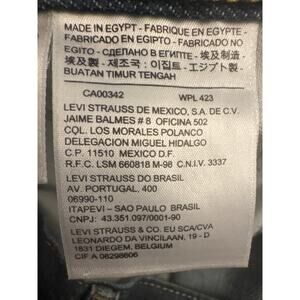 MADE IN EGYPT - FABRIQUE EN EGYPTE -
FABRICADO EN EGIPTO - FABRICADO NO
EGITO - СДЕЛАНО В ЕГИПТЕ - 埃及製造 -
埃及製 - 제조국 : 이집트 - エジプト製 -
BUATAN TIMUR TENGAH
CA00342 WPL 423
LEVI STRAUSS DE MEXICO, S.A. DE C.V.
JAIME BALMES # 8 OFICINA 502
COL. LOS MORALES POLANCO
DELEGACION MIGUEL HIDALGO
C.P. 11510 MEXICO D.F.
R.F.C. LSM 660818 M-98 C.N.I.V. 3337
LEVI STRAUSS DO BRASIL
AV. PORTUGAL, 400
06990-110
ITAPEVI - SAO PAULO BRASIL
CNPJ: 43.351.097/0001-90
LEVI STRAUSS & CO. EU SCA/CVA
LEONARDO DA VINCILAAN, 19 - D
1831 DIEGEM, BELGIUM
CIF A 08298606